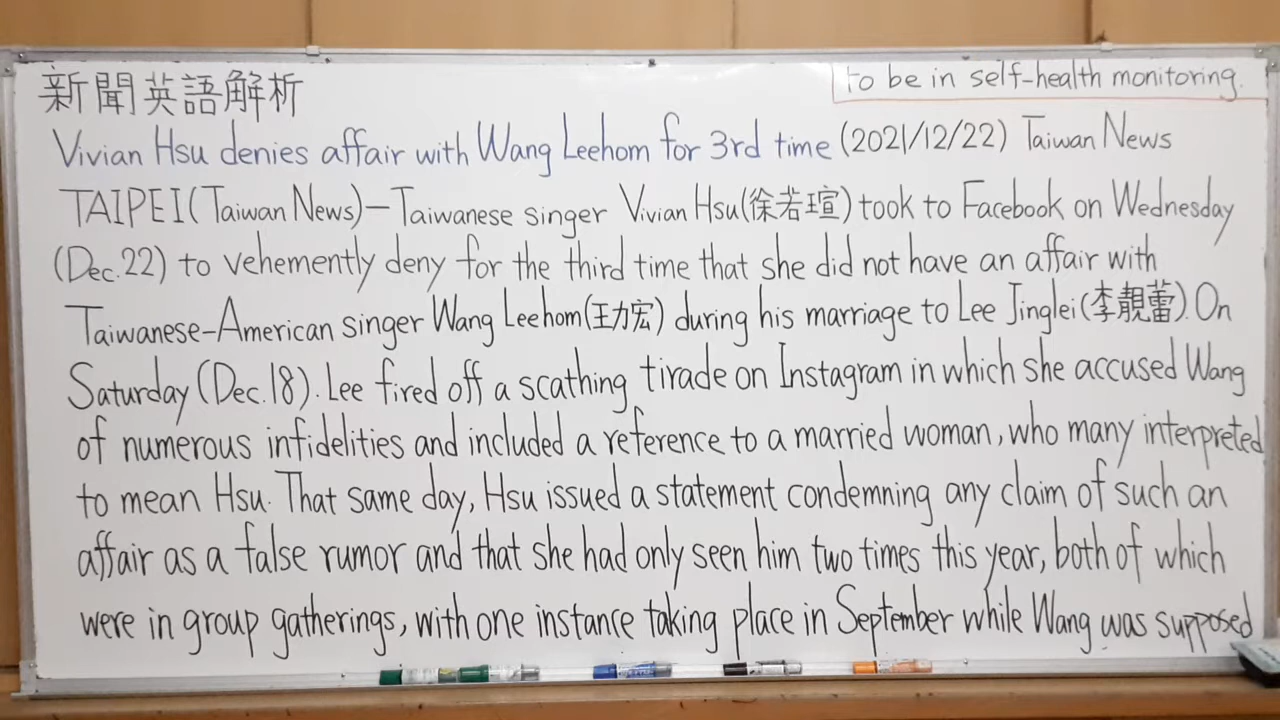 新聞英語解析
to be in self-health monitoring.
Vivian Hsu denies affair with Wang Leehom for 3rd time (2021/12/22) Taiwan News
TAIPEI(Taiwan News)—Taiwanese singer Vivian Hsu(徐若瑄) took to Facebook on Wednesday
(Dec.22) to vehemently deny for the third time that she did not have an affair with
Taiwanese-American singer Wang Leehom(王力宏) during his marriage to Lee Jinglei(李靚蕾). On
Saturday (Dec.18). Lee fired off a scathing tirade on Instagram in which she accused Wang
of numerous infidelities and included a reference to a married woman, who many interpreted
to mean Hsu. That same day, Hsu issued a statement condemning any claim of such an
affair as a false rumor and that she had only seen him two times this year, both of which
were in group gatherings, with one instance taking place in September while Wang was supposed